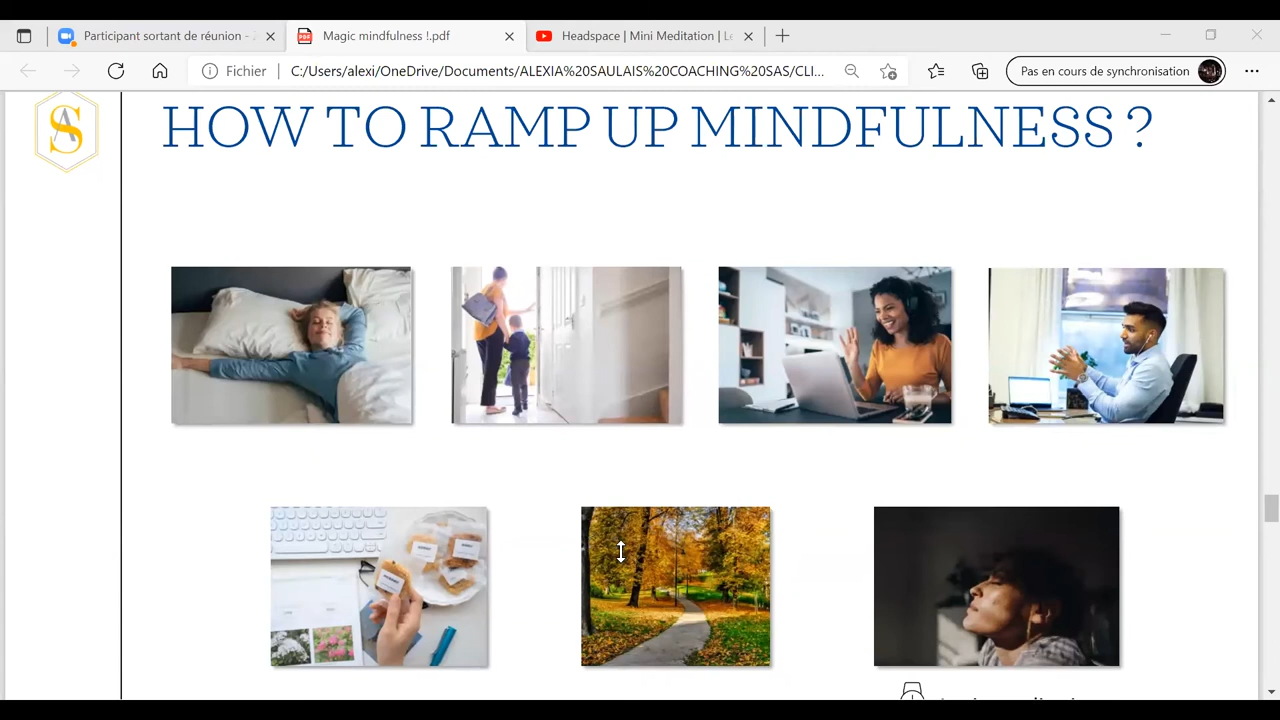 Participant sortant de réunion - 2
Magic mindfulness !.pdf
Headspace | Mini Meditation | Le
Fichier
C:/Users/alexi/OneDrive/Documents/ALEXIA%20SAULAIS%20COACHING%20SAS/CLI...
Pas en cours de synchronisation
HOW TO RAMP UP MINDFULNESS ?